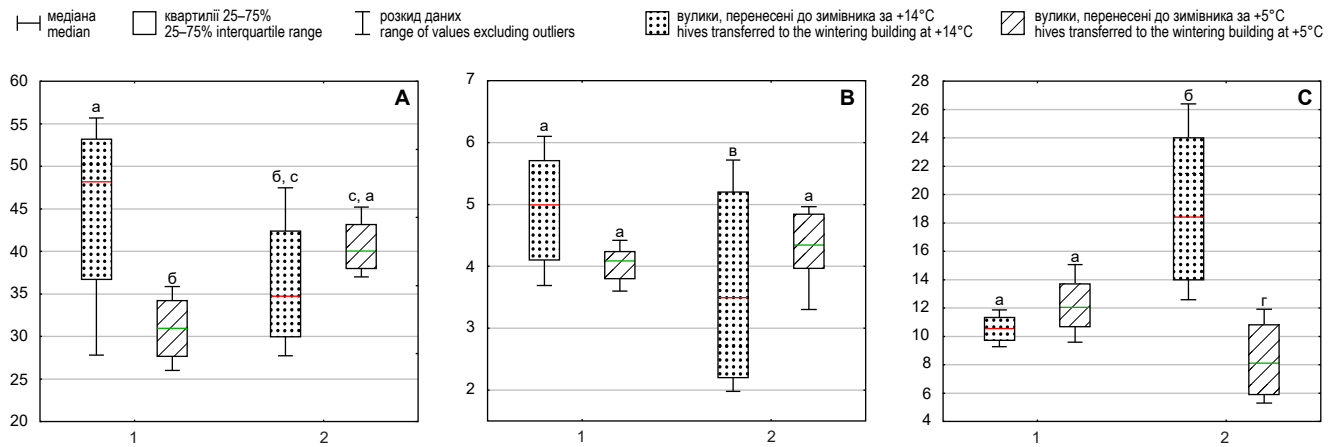 медіана
median
квартилії 25–75%
25–75% interquartile range
розкид даних
range of values excluding outliers
вулики, перенесені до зимівника за +14°C
hives transferred to the wintering building at +14°C
вулики, перенесені до зимівника за +5°C
hives transferred to the wintering building at +5°C
60
55
50
45
40
35
30
25
20
A
а
б
б, с
с, а
1
2
7
6
5
4
3
2
B
а
а
в
а
1
2
28
26
24
22
20
18
16
14
12
10
8
6
4
C
а
а
б
г
1
2